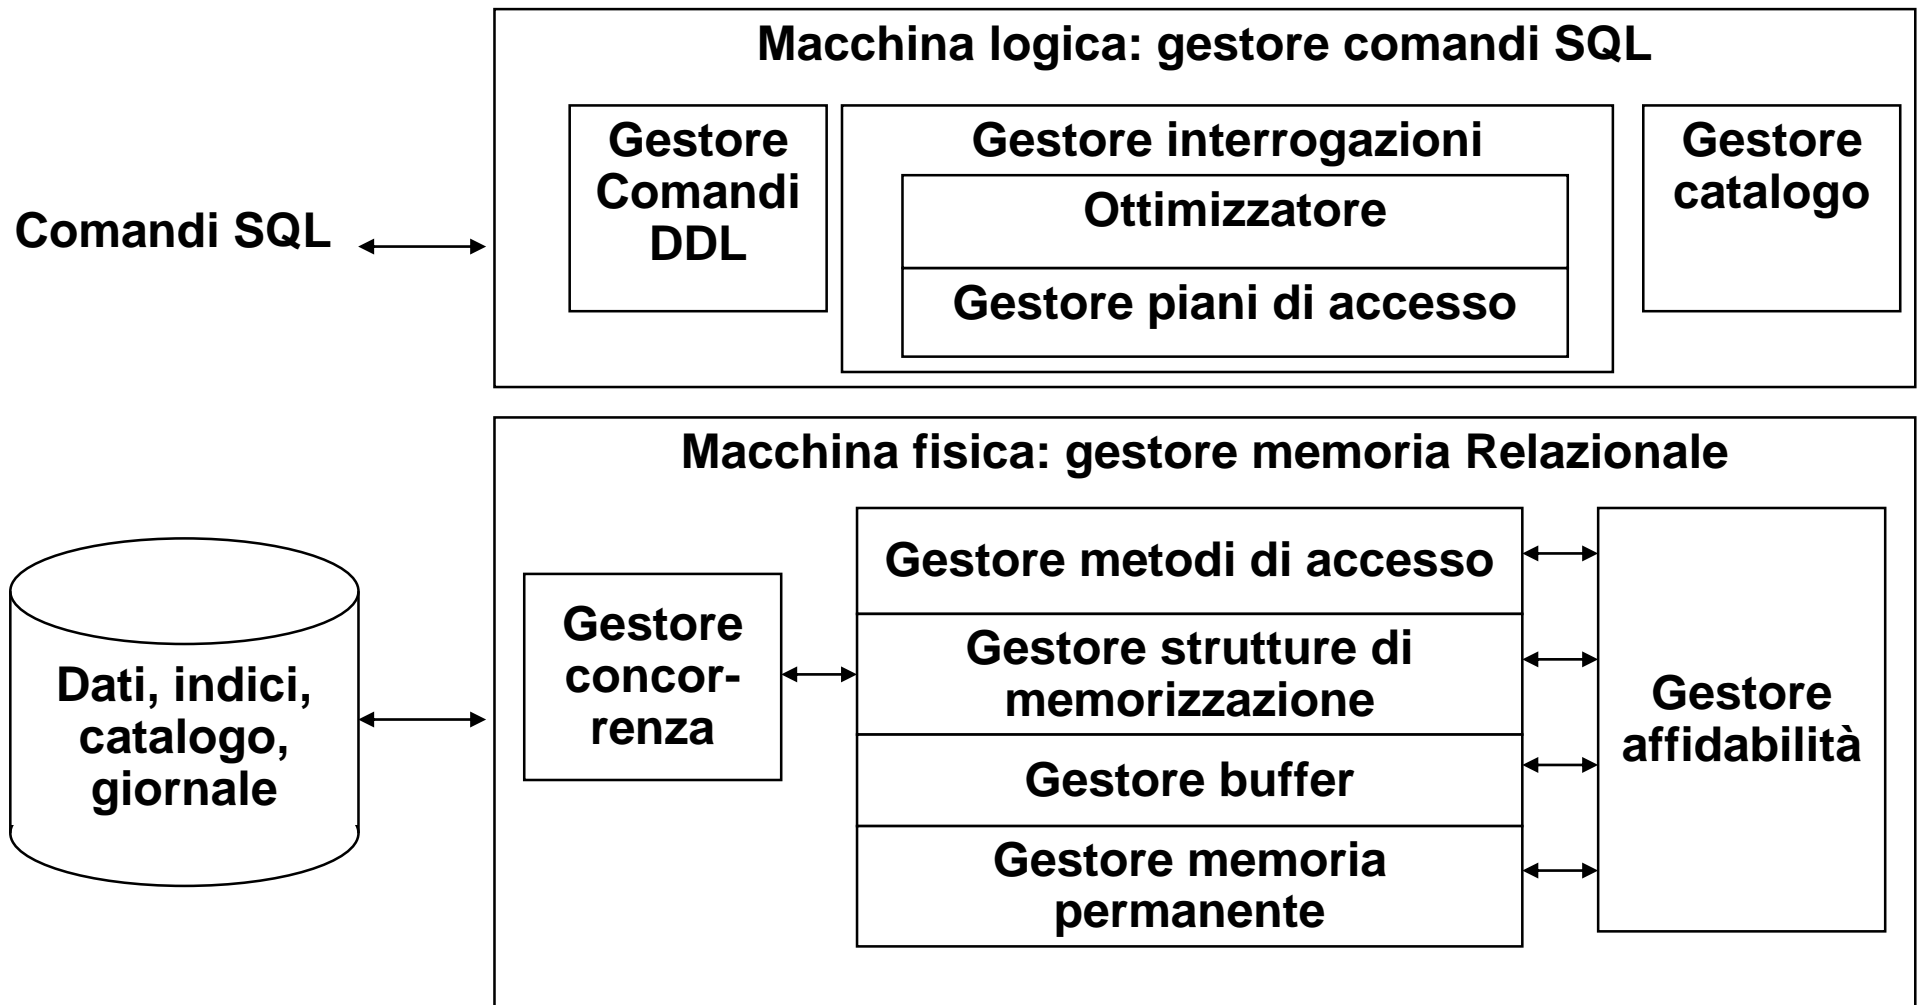 Macchina logica: gestore comandi SQL
Comandi SQL
Gestore
Comandi
DDL
Gestore interrogazioni
Ottimizzatore
Gestore piani di accesso
Gestore
catalogo
Macchina fisica: gestore memoria Relazionale
Dati, indici,
catalogo,
giornale
Gestore
concor-
renza
Gestore metodi di accesso
Gestore strutture di
memorizzazione
Gestore buffer
Gestore memoria
permanente
Gestore
affidabilità